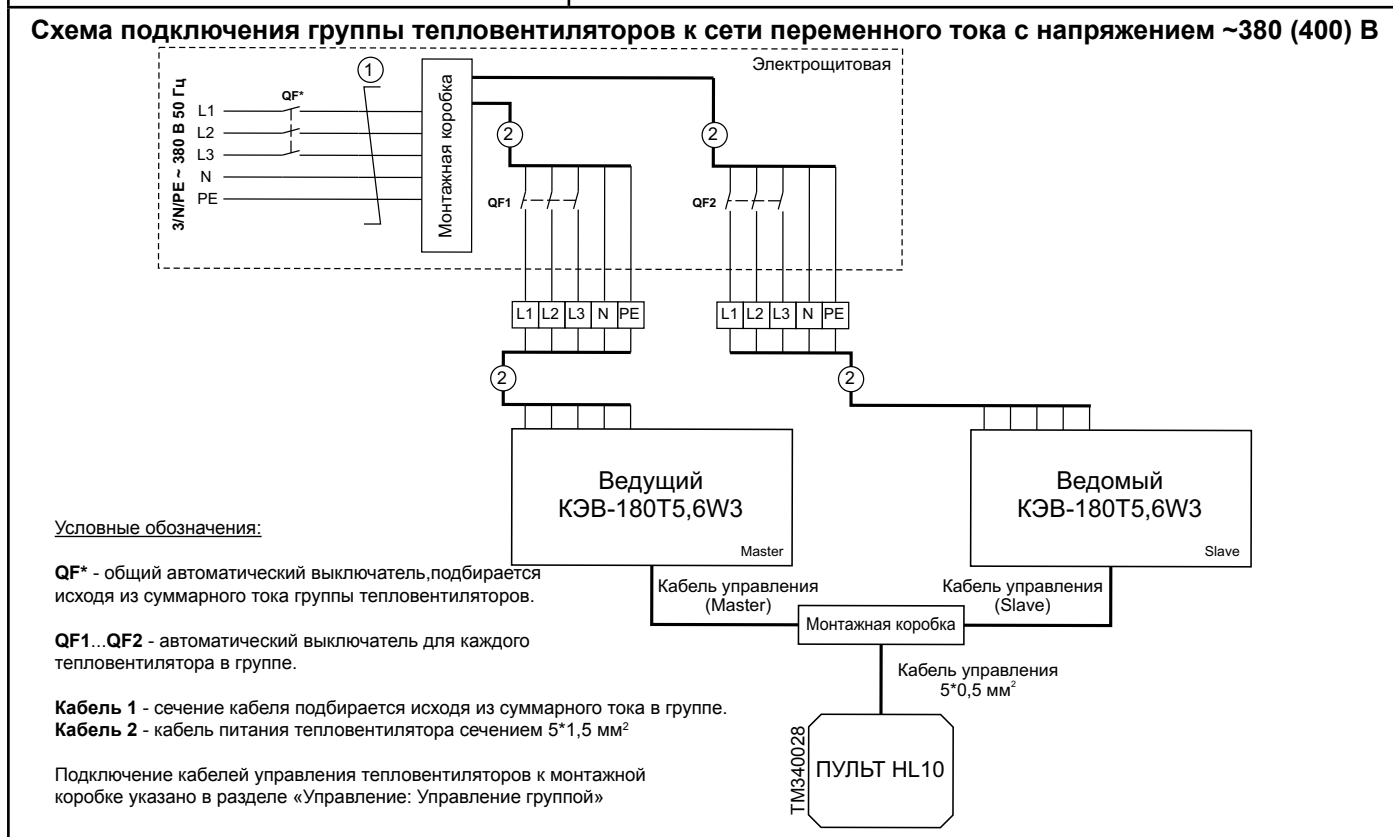 Схема подключения группы тепловентиляторов к сети переменного тока с напряжением ~380 (400) В
Электрощитовая
3/N/PE ~ 380 В 50 Гц
L1
L2
L3
N
PE
QF*
1
Монтажная коробка
2
2
QF1
QF2
L1 L2 L3 N PE
L1 L2 L3 N PE
2
2
Ведущий
КЭВ-180Т5,6W3
Master
Ведомый
КЭВ-180Т5,6W3
Slave
Условные обозначения:
QF* - общий автоматический выключатель,подбирается
исходя из суммарного тока группы тепловентиляторов.
QF1...QF2 - автоматический выключатель для каждого
тепловентилятора в группе.
Кабель 1 - сечение кабеля подбирается исходя из суммарного тока в группе.
Кабель 2 - кабель питания тепловентилятора сечением 5*1,5 мм²
Подключение кабелей управления тепловентиляторов к монтажной
коробке указано в разделе «Управление: Управление группой»
Кабель управления
(Master)
Кабель управления
(Slave)
Монтажная коробка
Кабель управления
5*0,5 мм²
TM340028
ПУЛЬТ HL10